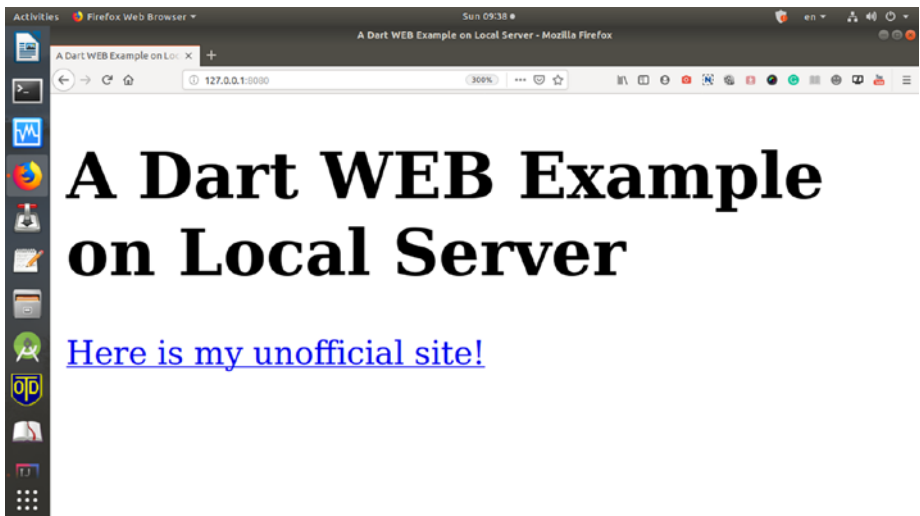 Activities Firefox Web Browser Sun 09:38 en
A Dart WEB Example on Local Server - Mozilla Firefox
A Dart WEB Example on Loc
127.0.0.1:8080 300%
A Dart WEB Example
on Local Server
Here is my unofficial site!